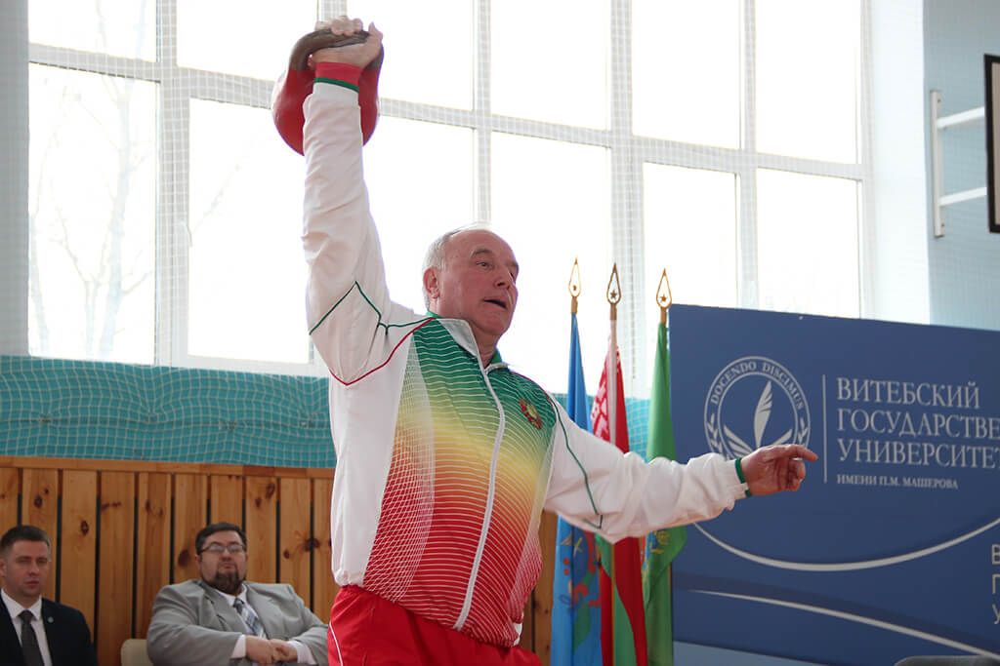 DOCENDO DISCIMUS
ВИТЕБСКИЙ
ГОСУДАРСТВЕ
УНИВЕРСИТЕ
ИМЕНИ П.М. МАШЕРОВА
В
Г
У